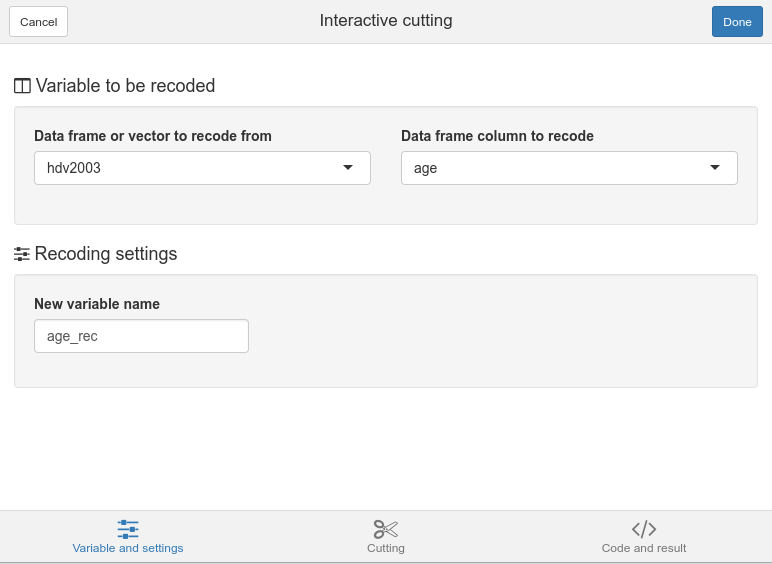 Cancel
Interactive cutting
Done
Variable to be recoded
Data frame or vector to recode from
Data frame column to recode
hdv2003
age
Recoding settings
New variable name
age_rec
Variable and settings
Cutting
Code and result